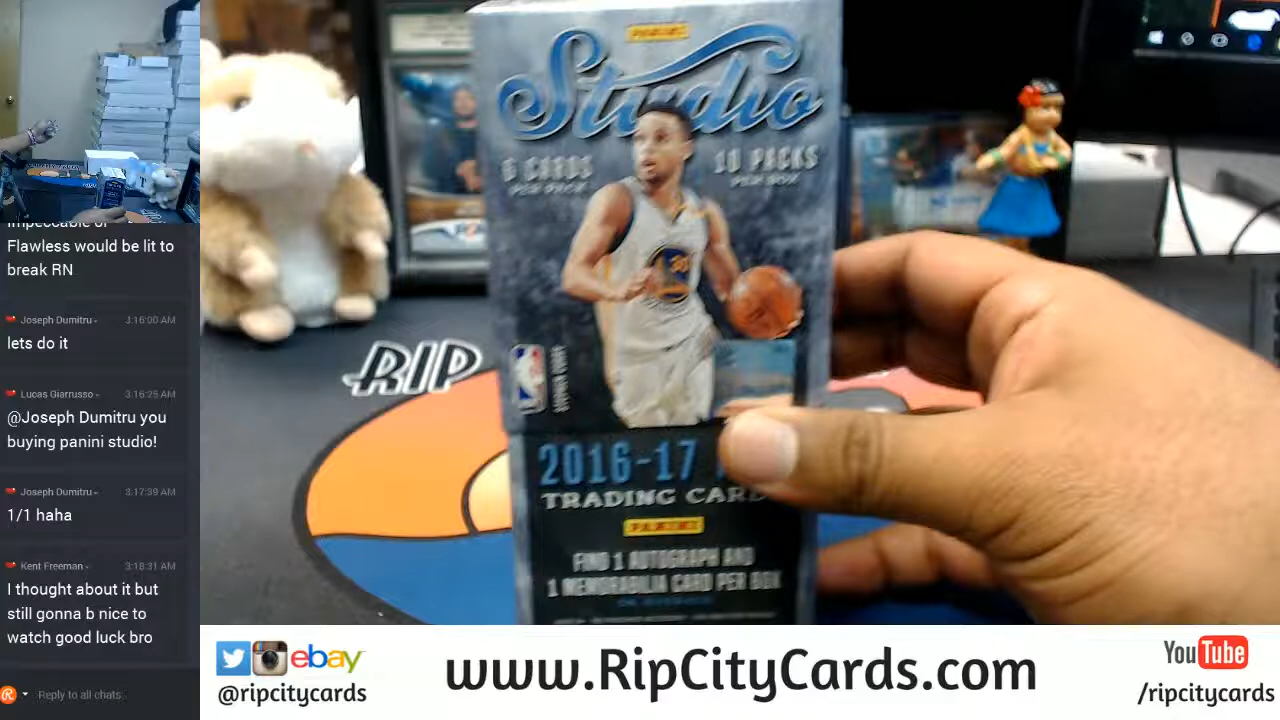 Flawless would be lit to
break RN
Joseph Dumitru
3:16:00 AM
lets do it
Lucas Giarrusso
3:16:25 AM
@Joseph Dumitru you
buying panini studio!
Joseph Dumitru
3:17:39 AM
1/1 haha
Kent Freeman
3:18:31 AM
I thought about it but
still gonna b nice to
watch good luck bro
Reply to all chats.
PANINI
Studio
6 CARDS
PER PACK
10 PACKS
PER BOX
RIP
2016-17
TRADING CARD
PANINI
FIND 1 AUTOGRAPH AND
1 MEMORABILIA CARD PER BOX
ebay
@ripcitycards
www.RipCityCards.com
YouTube
/ripcitycards